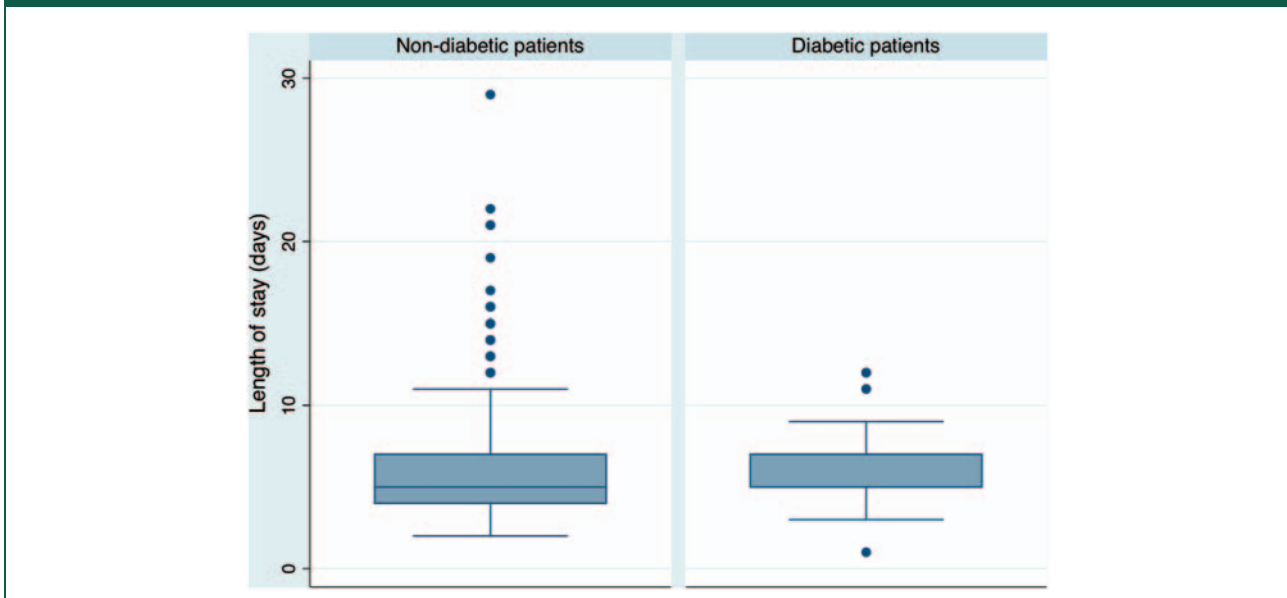 Non-diabetic patients
Diabetic patients
Length of stay (days)
30
20
10
0